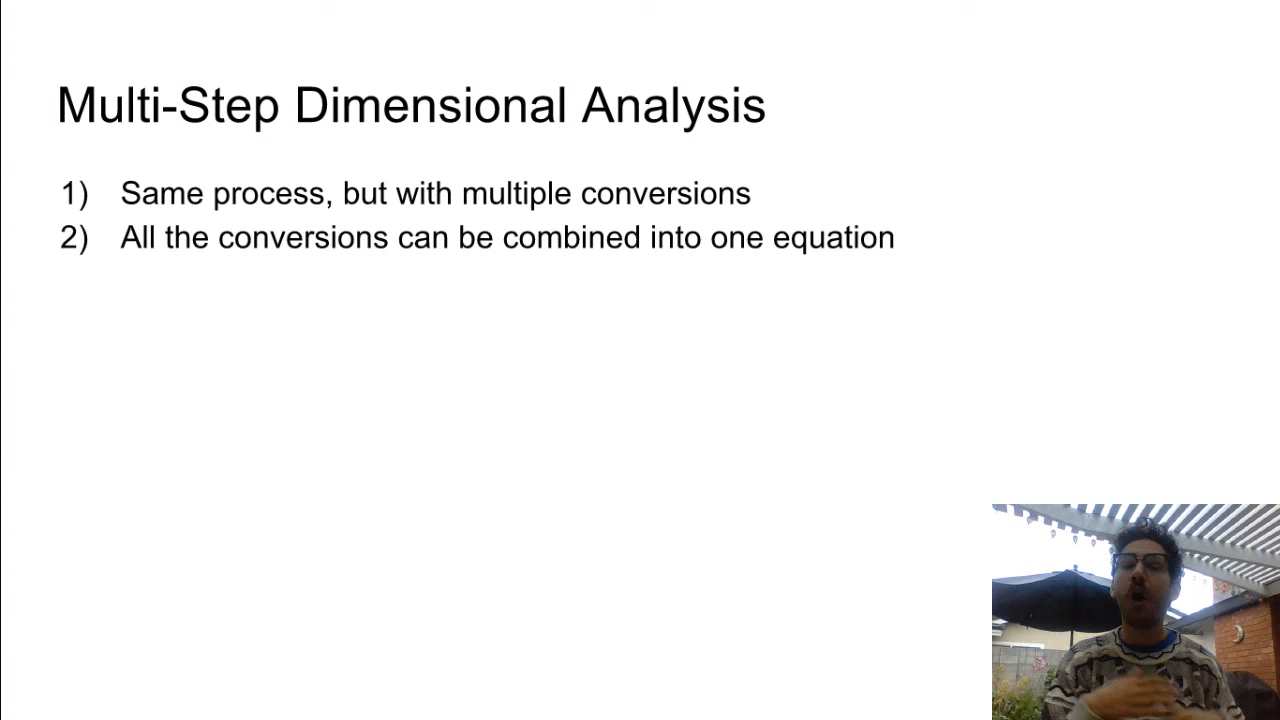 Multi-Step Dimensional Analysis
1) Same process, but with multiple conversions
2) All the conversions can be combined into one equation